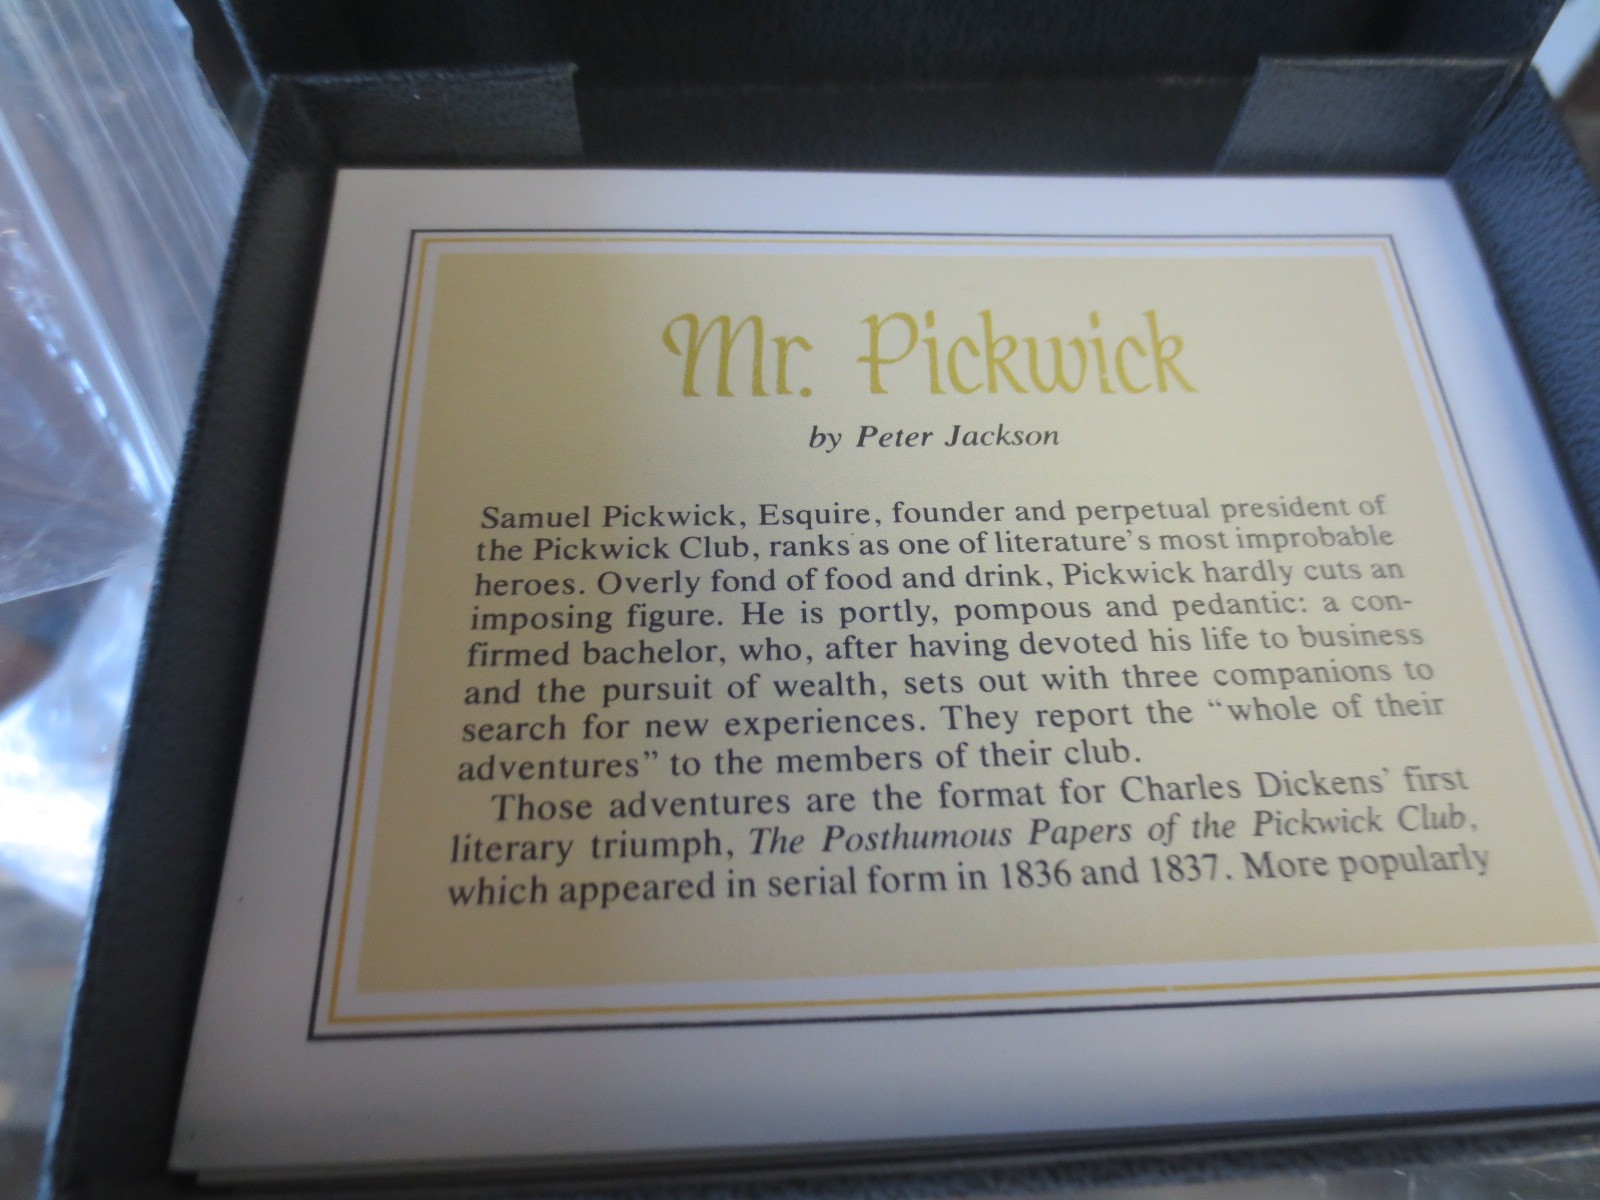 Mr. Pickwick
by Peter Jackson
Samuel Pickwick, Esquire, founder and perpetual president of
the Pickwick Club, ranks as one of literature's most improbable
heroes. Overly fond of food and drink, Pickwick hardly cuts an
imposing figure. He is portly, pompous and pedantic: a con-
firmed bachelor, who, after having devoted his life to business
and the pursuit of wealth, sets out with three companions to
search for new experiences. They report the “whole of their
adventures” to the members of their club.
Those adventures are the format for Charles Dickens' first
literary triumph, The Posthumous Papers of the Pickwick Club,
which appeared in serial form in 1836 and 1837. More popularly